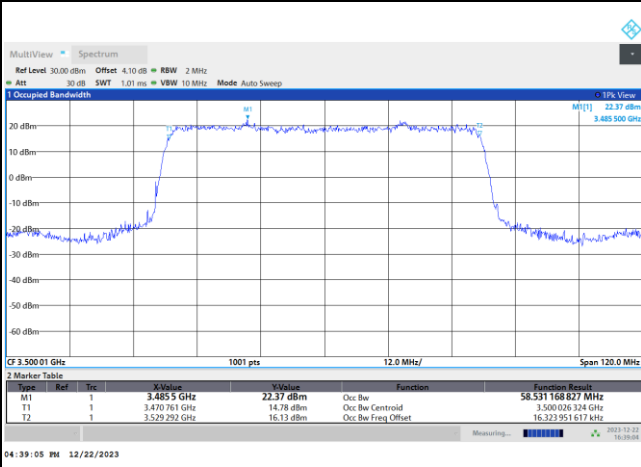 MultiView Spectrum
Ref Level 30.00 dBm Offset 4.10 dB RBW 2 MHz
Att 30 dB SWT 1.01 ms VBW 10 MHz Mode Auto Sweep
1 Occupied Bandwidth 1Pk View
M1[1] 22.37 dBm
3.485 500 GHz
M1
T1
T2
20 dBm
10 dBm
0 dBm
-10 dBm
-20 dBm
-30 dBm
-40 dBm
-50 dBm
-60 dBm
CF 3.500 01 GHz 1001 pts 12.0 MHz/ Span 120.0 MHz
2 Marker Table
Type Ref Trc X-Value Y-Value Function Function Result
M1 1 3.485 5 GHz 22.37 dBm Occ Bw 58.531 168 827 MHz
T1 1 3.470 761 GHz 14.78 dBm Occ Bw Centroid 3.500 026 324 GHz
T2 1 3.529 292 GHz 16.13 dBm Occ Bw Freq Offset 16.323 951 617 kHz
Measuring... 2023-12-22
16:39:04
04:39:05 PM 12/22/2023